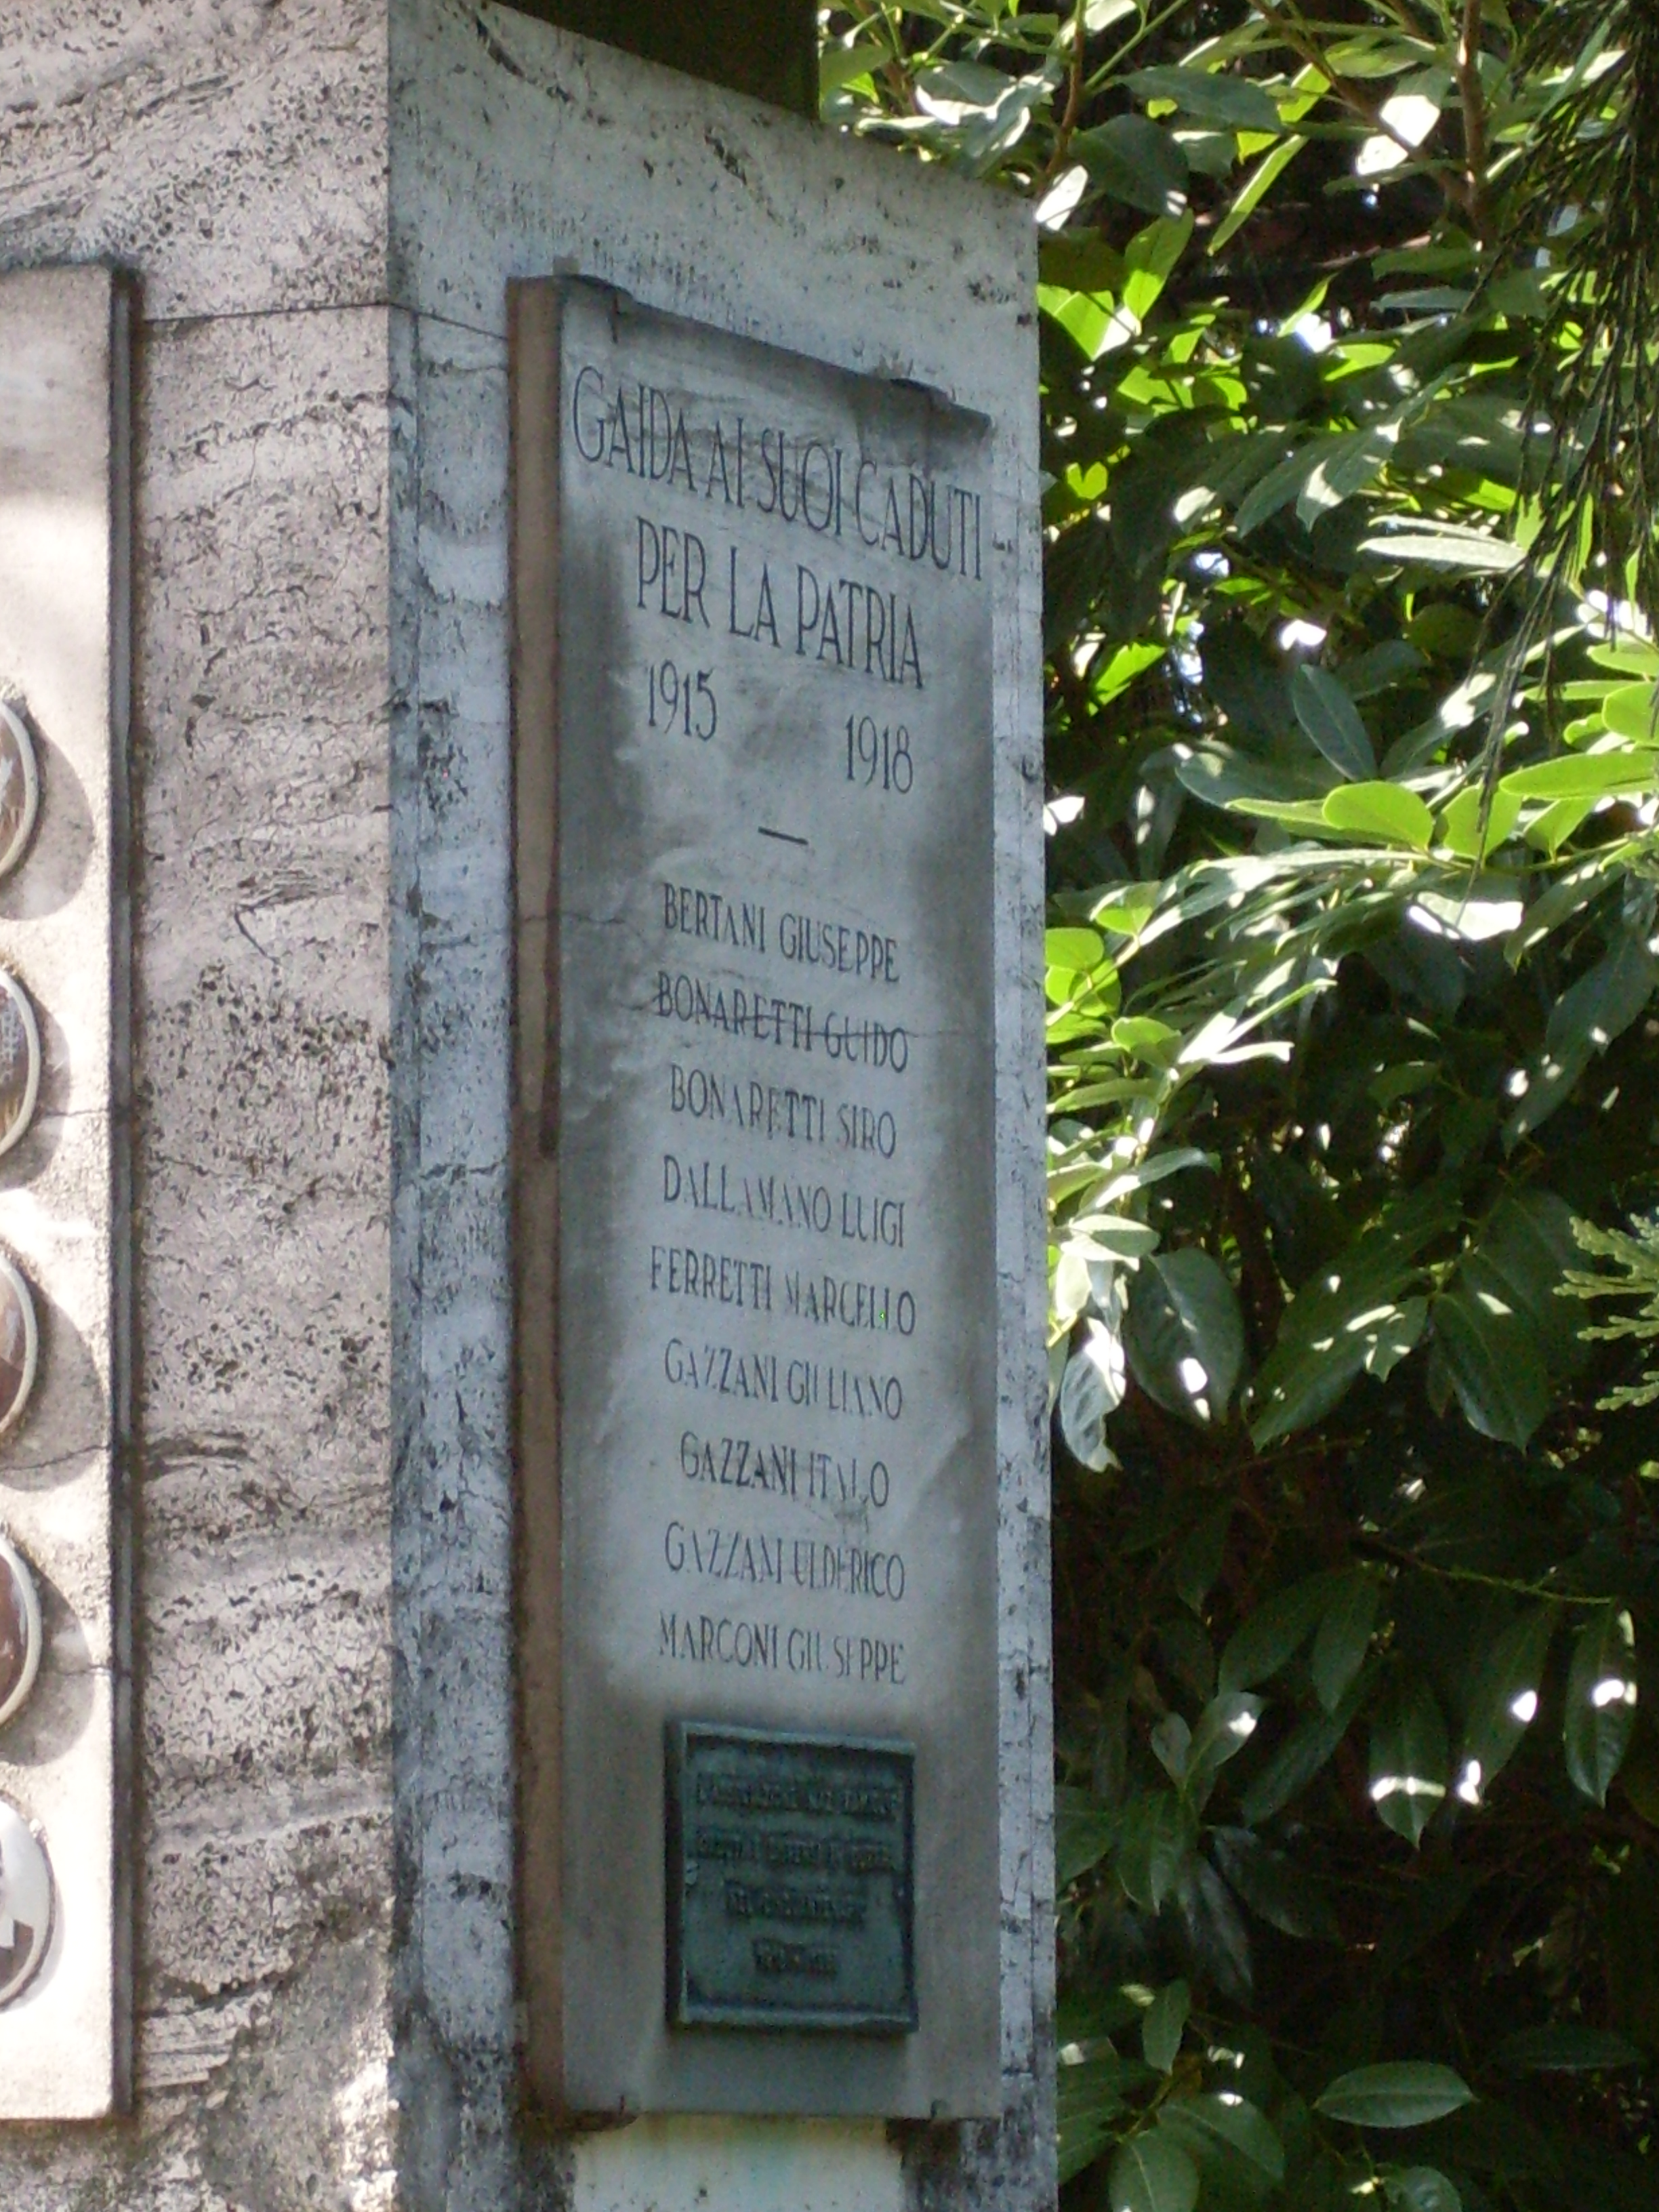 GAIDA AI SUOI CADUTI
PER LA PATRIA
1915 1918
BERTANI GIUSEPPE
BONARETTI GUIDO
BONARETTI SIRO
DALLAMANO LUIGI
FERRETTI MARCELLO
GAZZANI GIULIANO
GAZZANI ITALO
GAZZANI ULDERICO
MARCONI GIUSEPPE